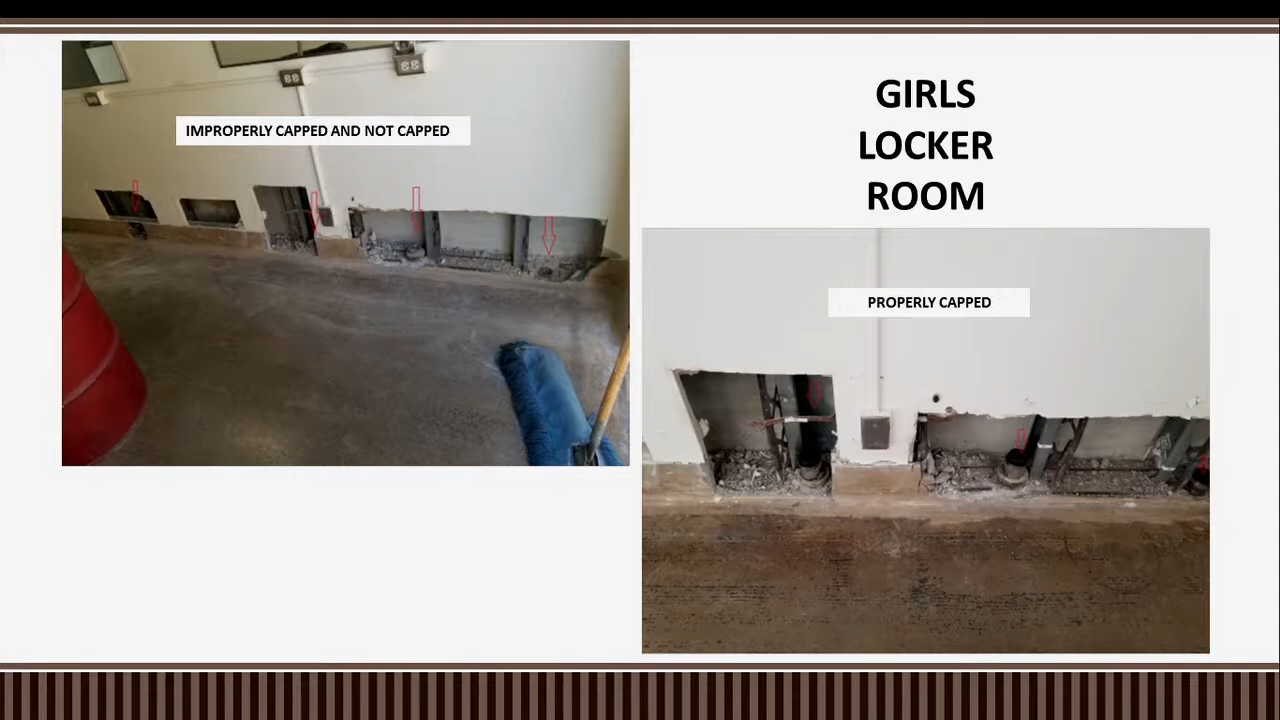 IMPROPERLY CAPPED AND NOT CAPPED
GIRLS
LOCKER
ROOM
PROPERLY CAPPED